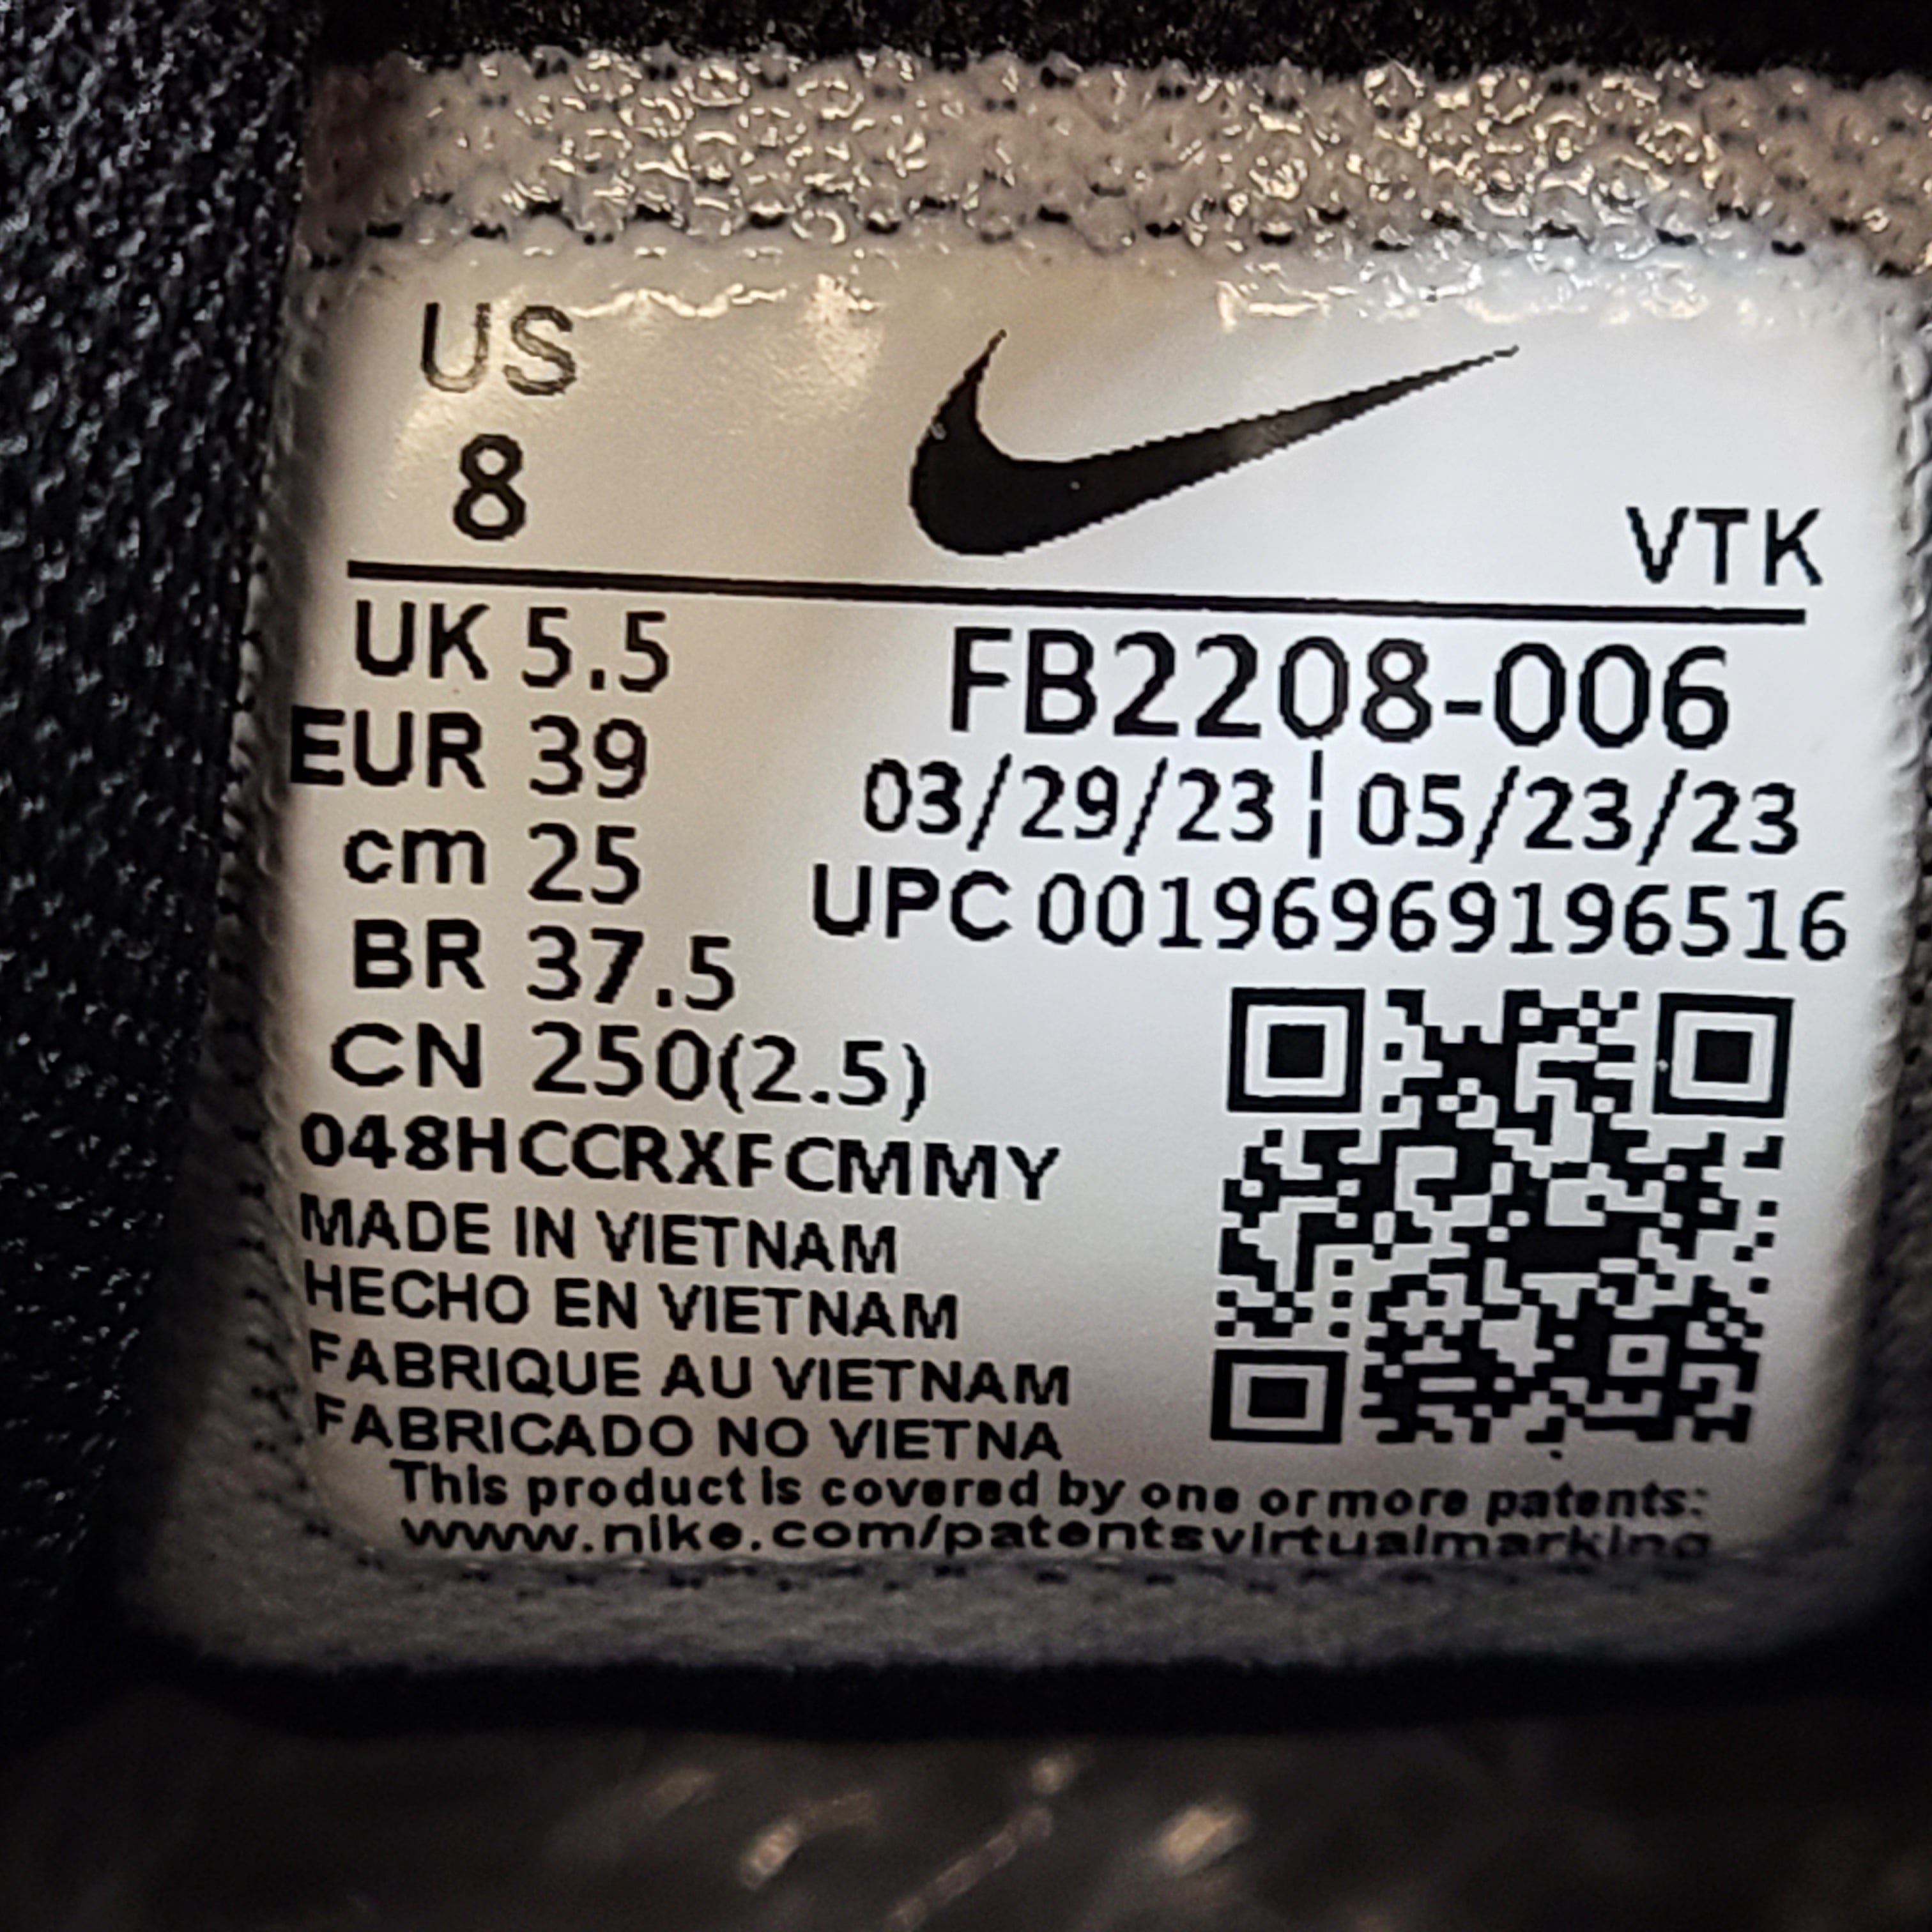 US
8
VTK
UK 5.5
EUR 39
cm 25
BR 37.5
CN 250(2.5)
FB2208-006
03/29/23 ¦ 05/23/23
UPC 00196969196516
048HCCRXFCMMY
MADE IN VIETNAM
HECHO EN VIETNAM
FABRIQUE AU VIETNAM
FABRICADO NO VIETNA
This product is covered by one or more patents:
www.nike.com/patentsvirtualmarking